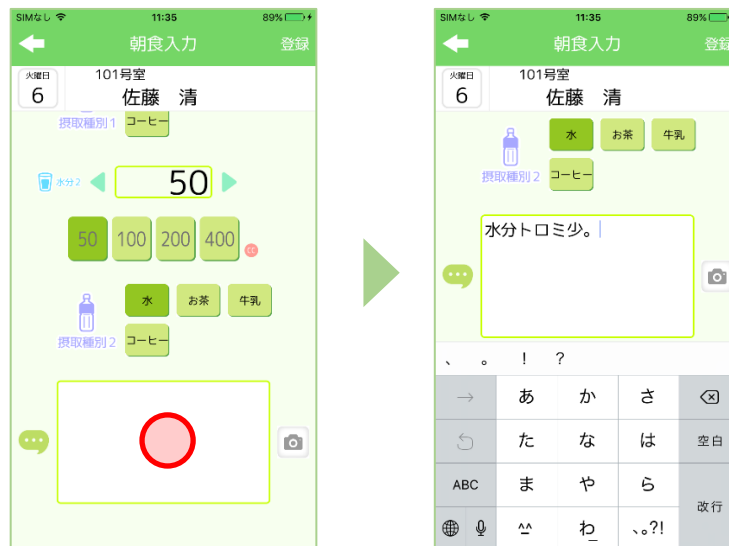 SIMなし 11:35 89%
朝食入力 登録
火曜日
6
101号室
佐藤 清
摂取種別1 コーヒー
水分2 50
50 100 200 400 cc
水 お茶 牛乳
摂取種別2 コーヒー
SIMなし 11:35 89%
朝食入力 登録
火曜日
6
101号室
佐藤 清
水 お茶 牛乳
摂取種別2 コーヒー
水分トロミ少。
、 。 ! ?
→ あ か さ
た な は 空白
ABC ま や ら
^^ わ 、。?! 改行